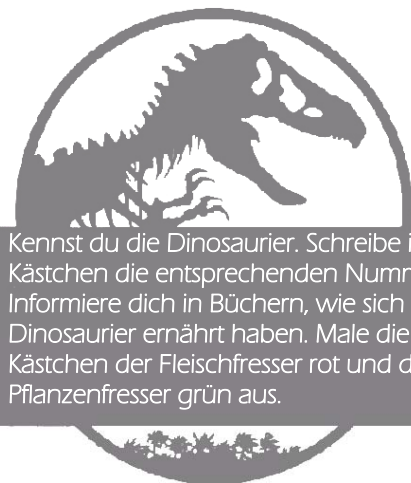 Kennst du die Dinosaurier. Schreibe
Kästchen die entsprechenden
Informiere dich in Büchern, wie sich
Dinosaurier ernährt haben. Male die
Kästchen der Fleischfresser rot und
Pflanzenfresser grün aus.